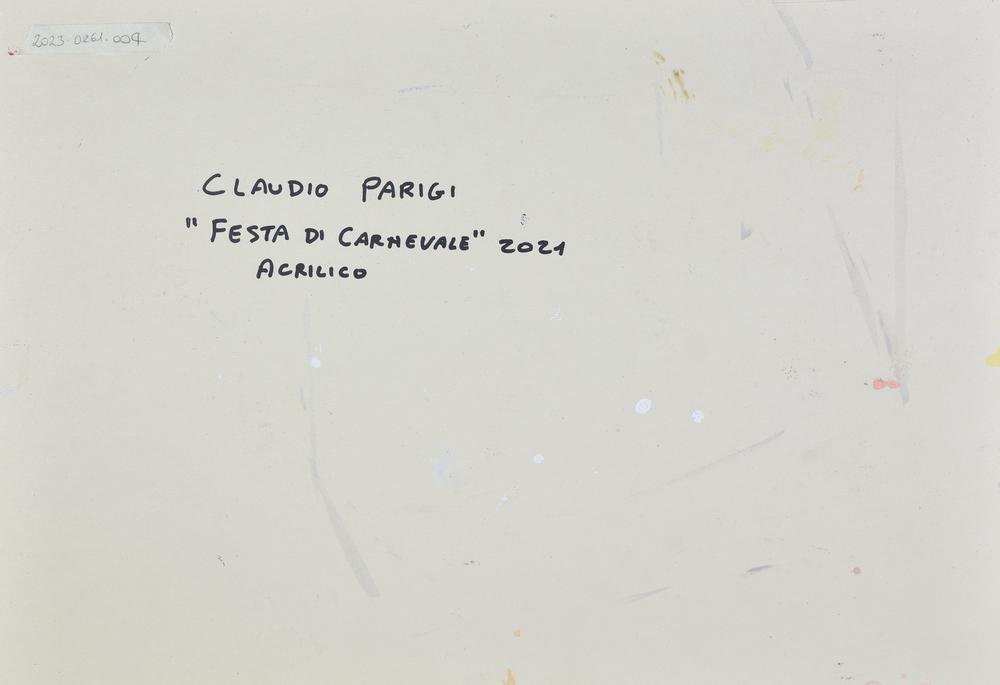 2023-0261-004
CLAUDIO PARIGI
"FESTA DI CARNEVALE" 2021
ACRILICO